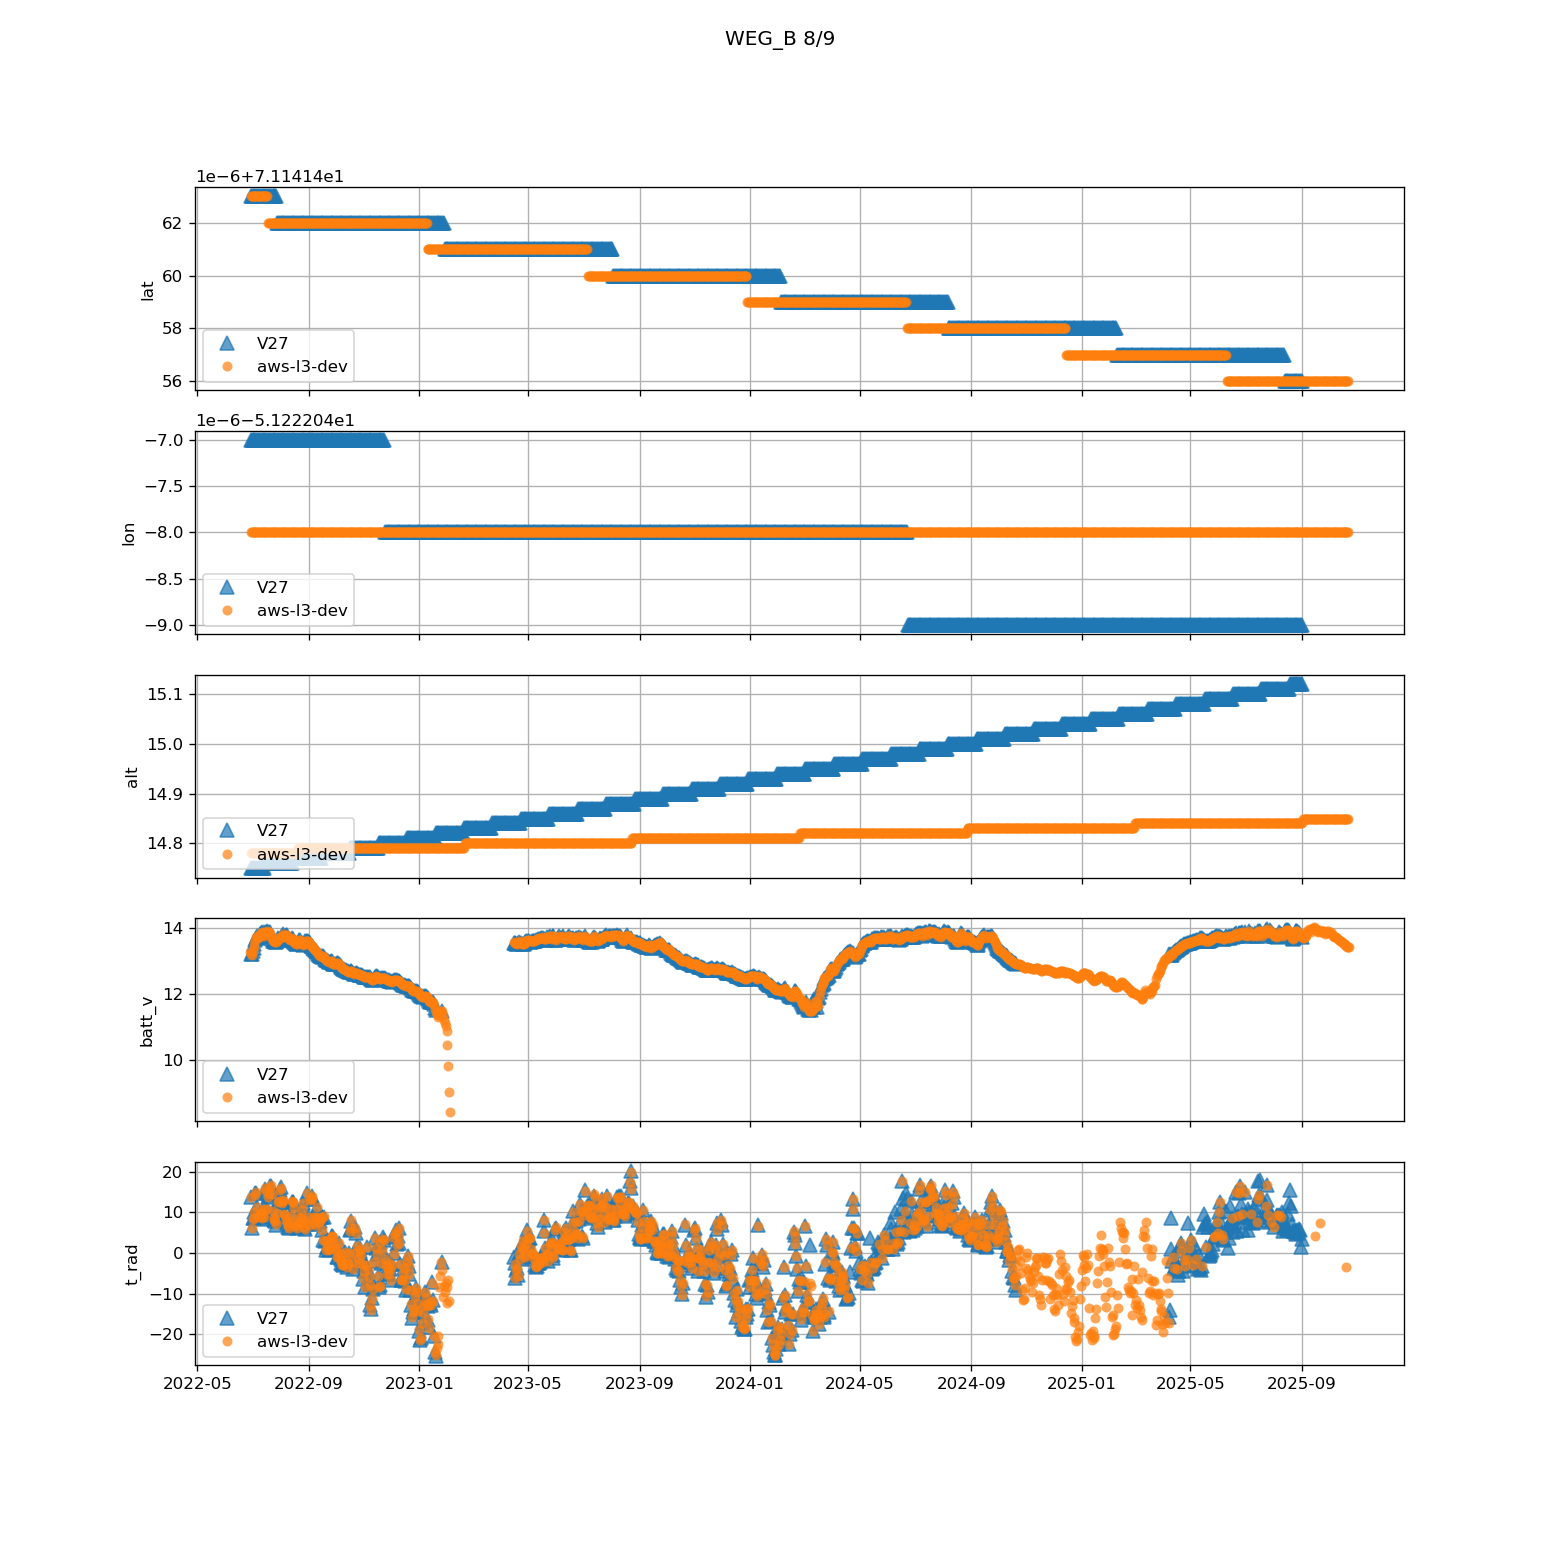 WEG_B 8/9
1e−6+7.11414e1
62
60
58
56
lat
V27
aws-l3-dev
1e−6−5.122204e1
−7.0
−7.5
−8.0
−8.5
−9.0
lon
V27
aws-l3-dev
15.1
15.0
14.9
14.8
alt
V27
aws-l3-dev
14
12
10
batt_v
V27
aws-l3-dev
20
10
0
−10
−20
t_rad
V27
aws-l3-dev
2022-05 2022-09 2023-01 2023-05 2023-09 2024-01 2024-05 2024-09 2025-01 2025-05 2025-09